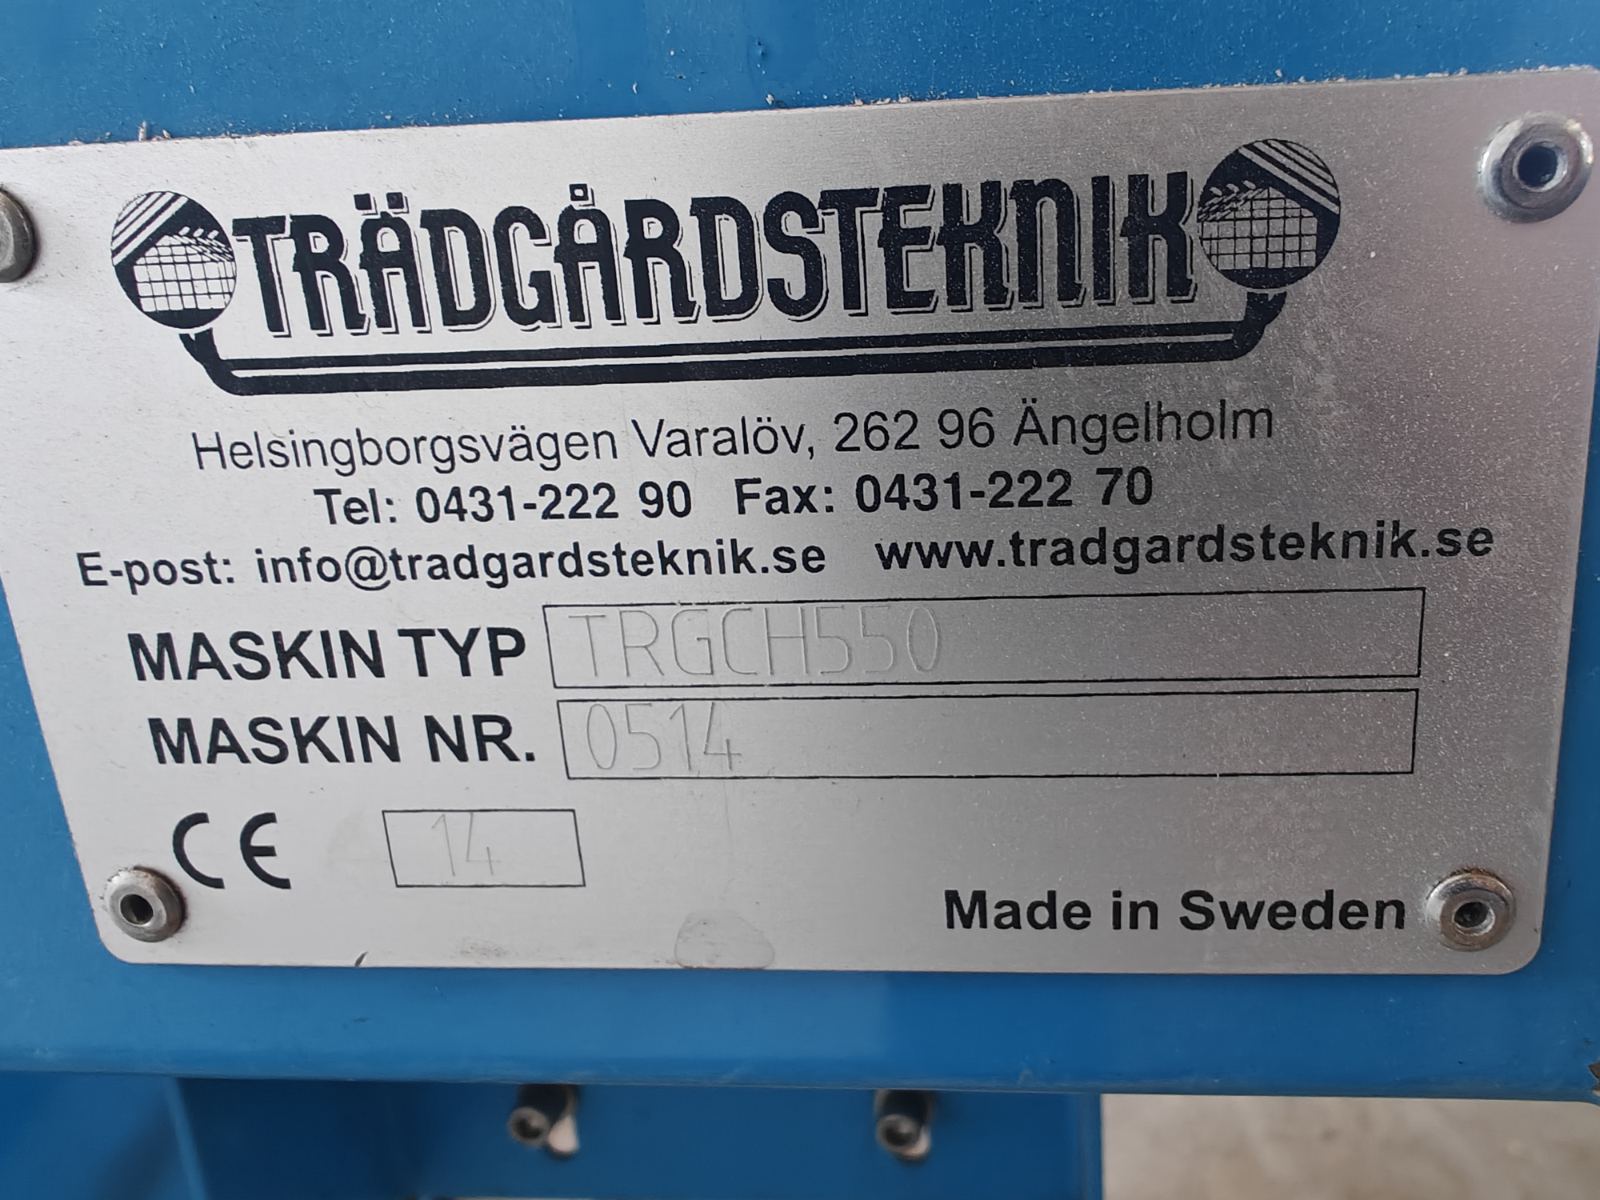 TRÄDGÅRDSTEKNIK
Helsingborgsvägen Varalöv, 262 96 Ängelholm
Tel: 0431-222 90 Fax: 0431-222 70
E-post: info@tradgardsteknik.se www.tradgardsteknik.se
MASKIN TYP TRGCH550
MASKIN NR. 0514
CE 14
Made in Sweden